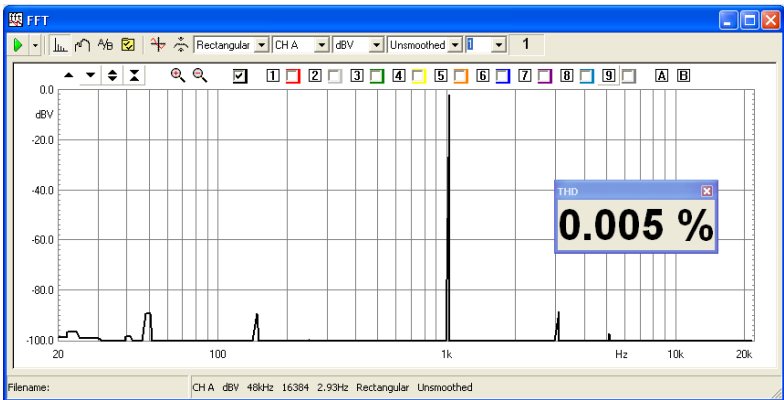 FFT
A/B Rectangular CH A dBV Unsmoothed 1 1
1 2 3 4 5 6 7 8 9 A B
0.0
dBV
-20.0
-40.0
-60.0
-80.0
-100.0
THD
0.005 %
20 100 1k Hz 10k 20k
Filename: CH A dBV 48kHz 16384 2.93Hz Rectangular Unsmoothed